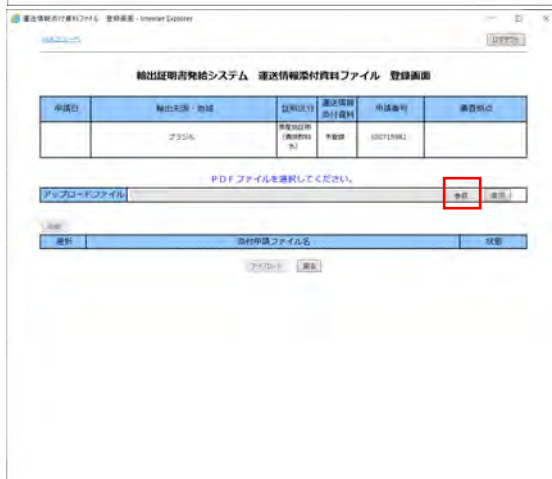 運送情報添付資料ファイル 登録画面 - Internet Explorer
メニューへ
ログアウト
輸出証明書発給システム 運送情報添付資料ファイル 登録画面
申請日 輸出先国・地域 証明区分 運送情報添付資料 申請番号 審査拠点
ブラジル 未登録
PDFファイルを選択してください。
アップロードファイル 参照 追加
削除
選択 添付申請ファイル名 状態
アップロード 戻る